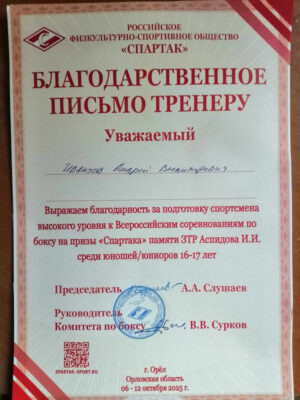 РОССИЙСКОЕ
ФИЗКУЛЬТУРНО-СПОРТИВНОЕ ОБЩЕСТВО
«СПАРТАК»
БЛАГОДАРСТВЕННОЕ
ПИСЬМО ТРЕНЕРУ
Уважаемый
Андрей Владимирович
Выражаем благодарность за подготовку спортсмена
высокого уровня к Всероссийским соревнованиям по
боксу на призы «Спартака» памяти ЗТР Аспидова И.И.
среди юношей/юниоров 16-17 лет
Председатель А.А. Слушаев
Руководитель
Комитета по боксу В.В. Сурков
SPARTAK-SPORT.RU
г. Орёл
Орловская область
06 - 12 октября 2025 г.